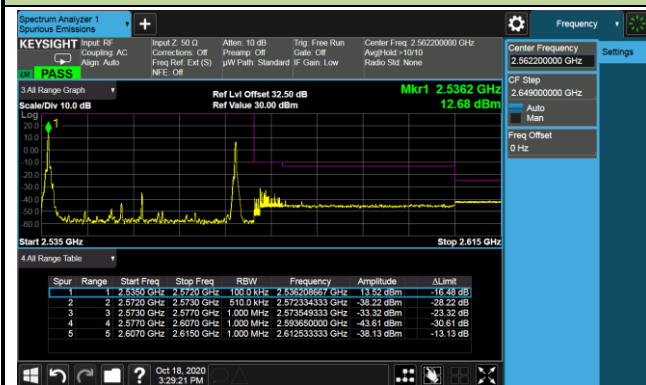 Spectrum Analyzer 1
Spurious Emissions
Frequency
KEYSIGHT
Input: RF
Coupling: AC
Align: Auto
Input Z: 50 Ω
Corrections: Off
Freq Ref: Ext (S)
NFE: Off
Atten: 10 dB
Preamp: Off
µW Path: Standard
Trig: Free Run
Gate: Off
IF Gain: Low
Center Freq: 2.562200000 GHz
Avg|Hold:>10/10
Radio Std: None
PASS
3 All Range Graph
Scale/Div 10.0 dB
Ref Lvl Offset 32.50 dB
Ref Value 30.00 dBm
Mkr1 2.5362 GHz
12.68 dBm
Log
20.0
10.0
0.00
-10.0
-20.0
-30.0
-40.0
-50.0
-60.0
1
Start 2.535 GHz
Stop 2.615 GHz
4 All Range Table
Spur Range Start Freq Stop Freq RBW Frequency Amplitude ΔLimit
1 1 2.5350 GHz 2.5720 GHz 100.0 kHz 2.536208667 GHz 13.52 dBm -16.48 dB
2 2 2.5720 GHz 2.5730 GHz 510.0 kHz 2.572334333 GHz -38.22 dBm -28.22 dB
3 3 2.5730 GHz 2.5770 GHz 1.000 MHz 2.573549333 GHz -33.32 dBm -23.32 dB
4 4 2.5770 GHz 2.6070 GHz 1.000 MHz 2.593650000 GHz -43.61 dBm -30.61 dB
5 5 2.6070 GHz 2.6150 GHz 1.000 MHz 2.612533333 GHz -38.13 dBm -13.13 dB
Oct 18, 2020
3:29:21 PM
Center Frequency
2.562200000 GHz
Settings
CF Step
2.649000000 GHz
Auto
Man
Freq Offset
0 Hz